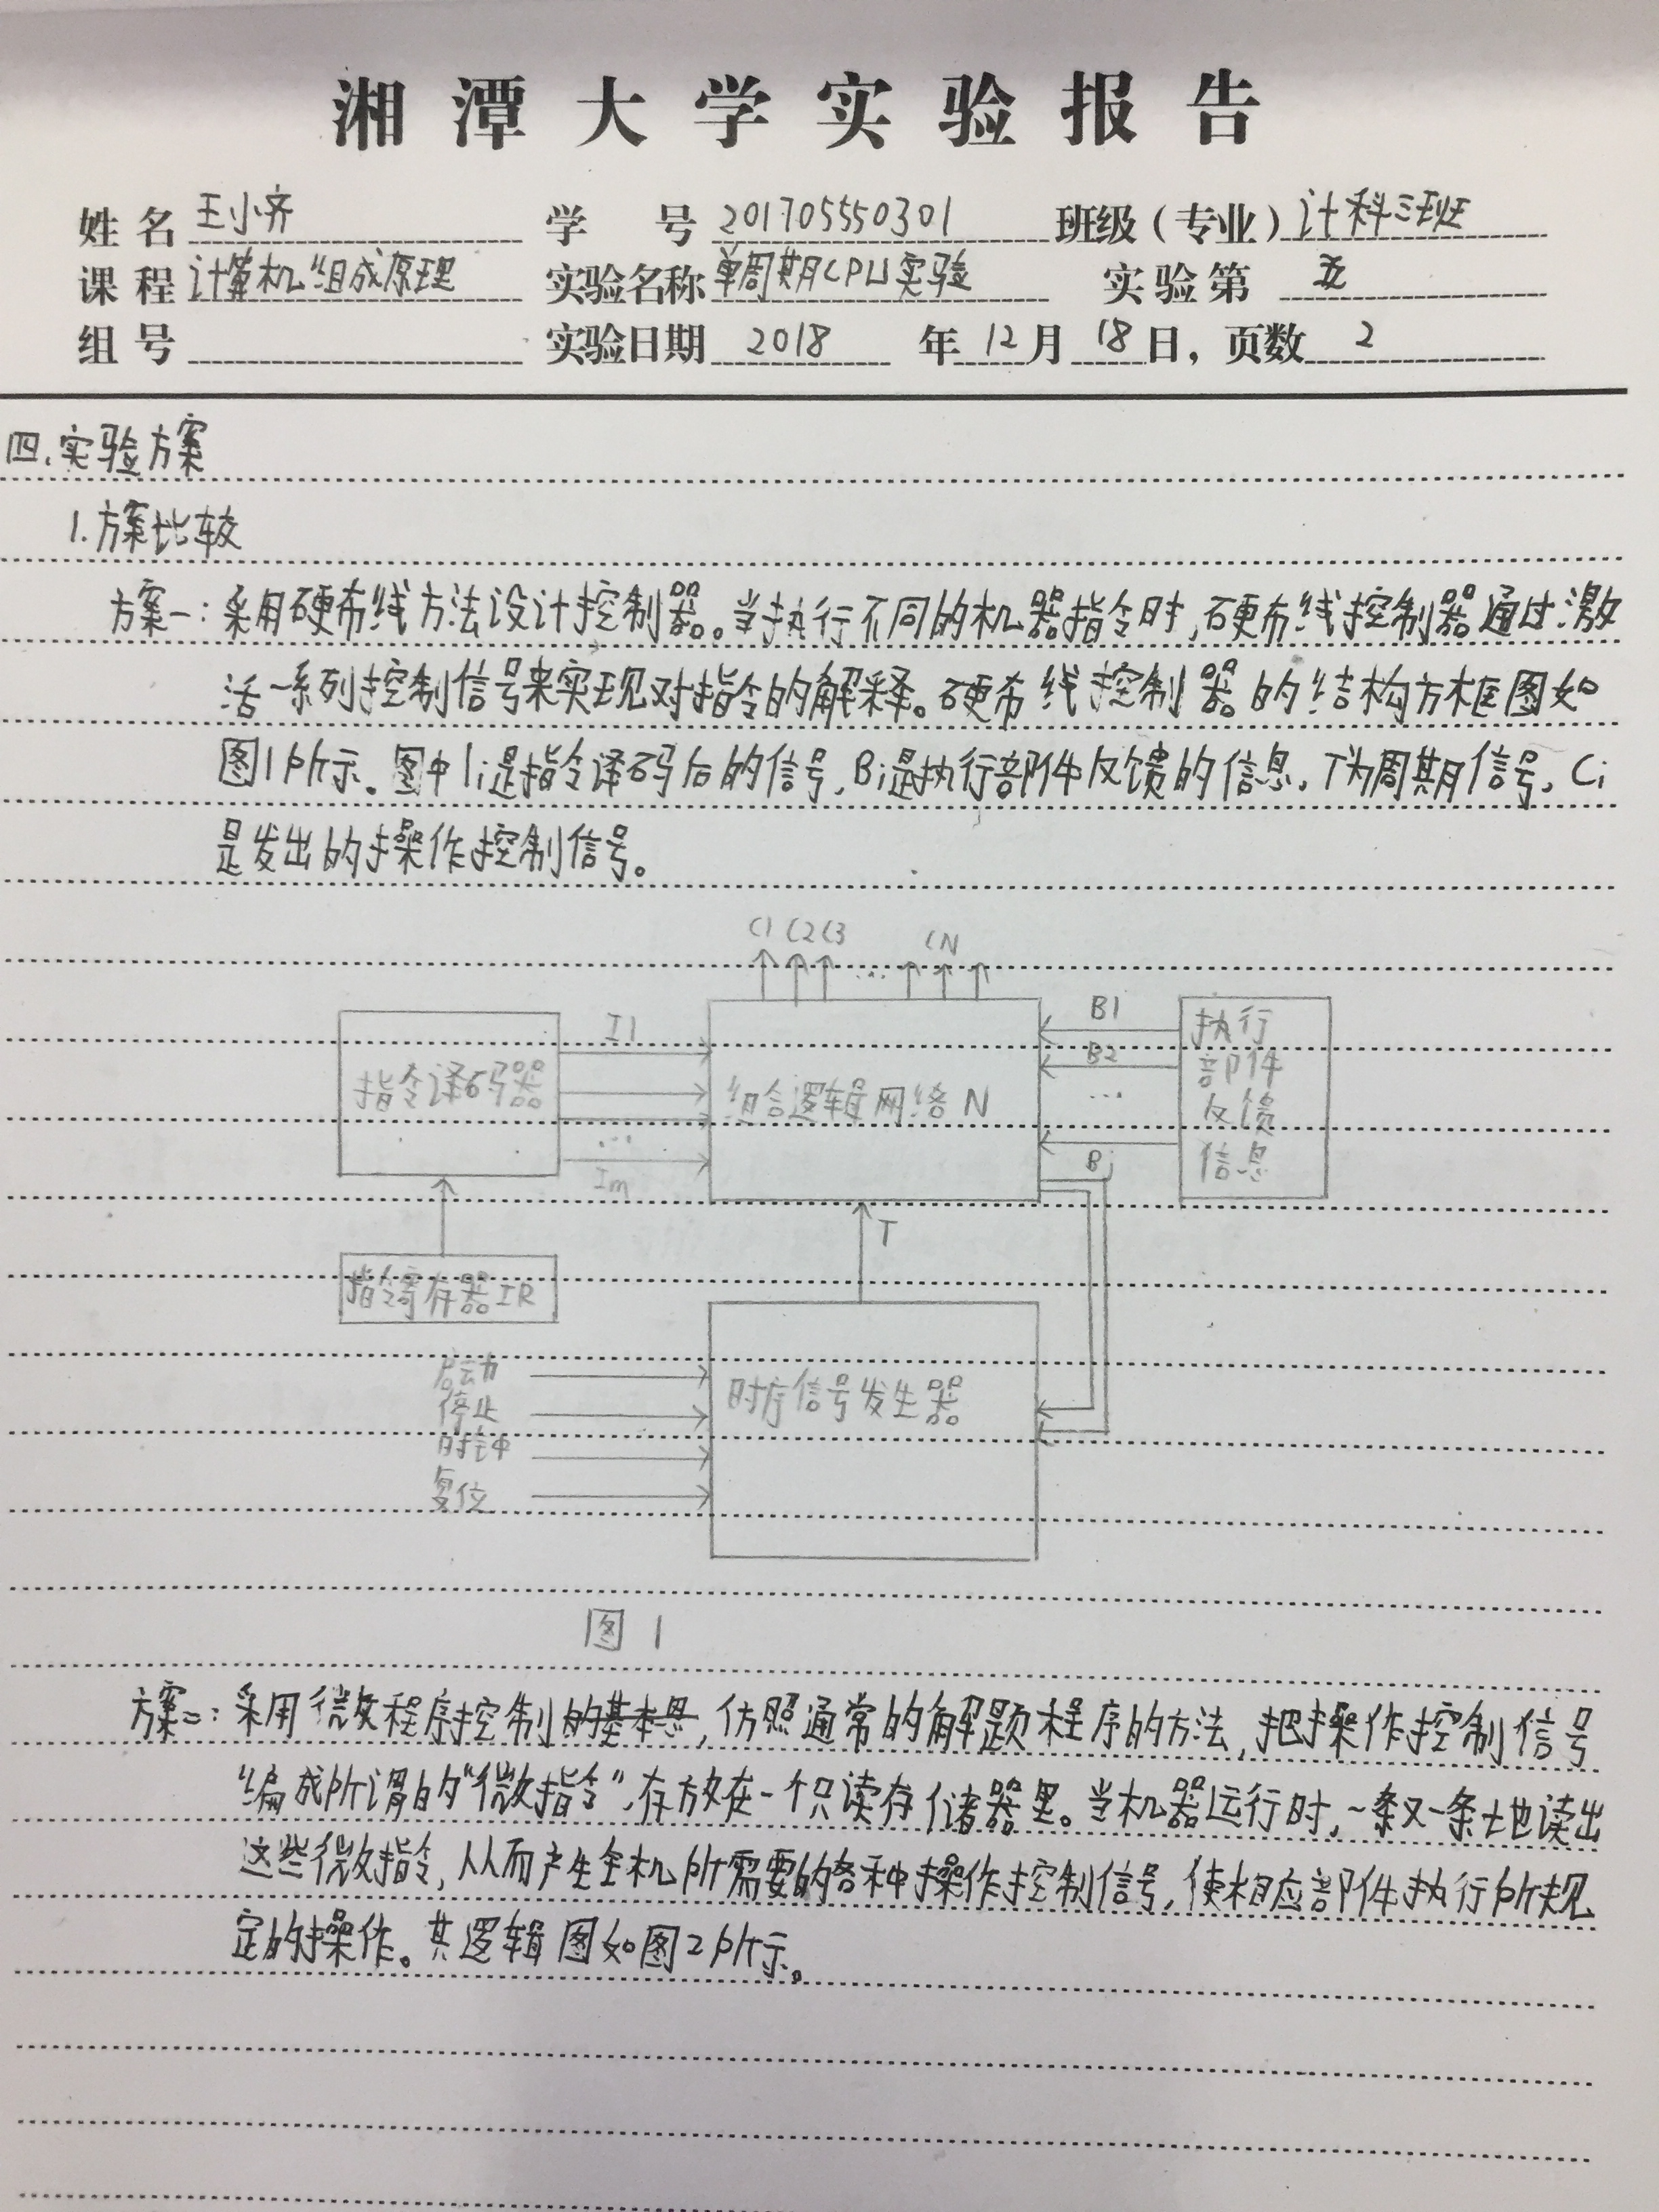 湘潭大学实验报告
姓名 王小齐 学号 201705550301 班级(专业) 计科三班
课程 计算机组成原理 实验名称 单周期CPU实验 实验第 五
组号 实验日期 2018 年 12 月 18 日, 页数 2
四.实验方案
1.方案比较
方案一:采用硬布线方法设计控制器。当执行不同的机器指令时,硬布线控制器通过激
活一系列控制信号来实现对指令的解释。硬布线控制器的结构方框图如
图1所示。图中Ii是指令译码后的信号,Bi是执行部件反馈的信息,T为周期信号,Ci
是发出的操作控制信号。
C1 C2 C3 ... CN
指令译码器
I1
...
Im
组合逻辑网络N
B1
B2
...
Bj
执行
部件
反馈
信息
T
指令寄存器IR
启动
停止
时钟
复位
时序信号发生器
图1
方案二:采用微程序控制的基本思,仿照通常的解题程序的方法,把操作控制信号
编成所谓的“微指令”,存放在一个只读存储器里。当机器运行时,一条又一条地读出
这些微指令,从而产生全机所需要的各种操作控制信号,使相应部件执行所规
定的操作。其逻辑图如图2所示。